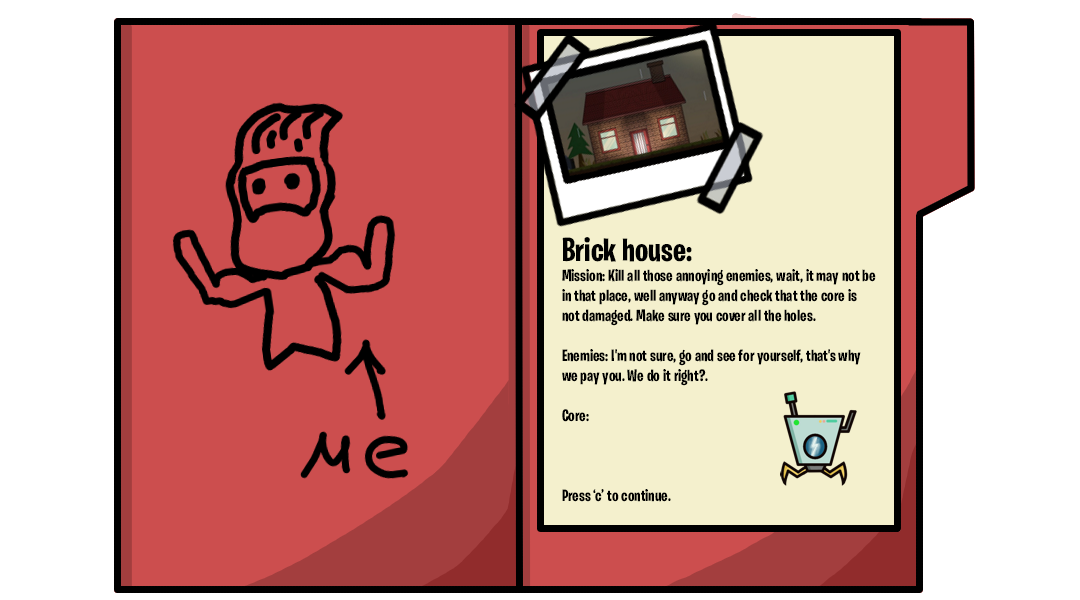 ME
Brick house:
Mission: Kill all those annoying enemies, wait, it may not be
in that place, well anyway go and check that the core is
not damaged. Make sure you cover all the holes.
Enemies: I'm not sure, go and see for yourself, that's why
we pay you. We do it right?.
Core:
Press ‘c’ to continue.